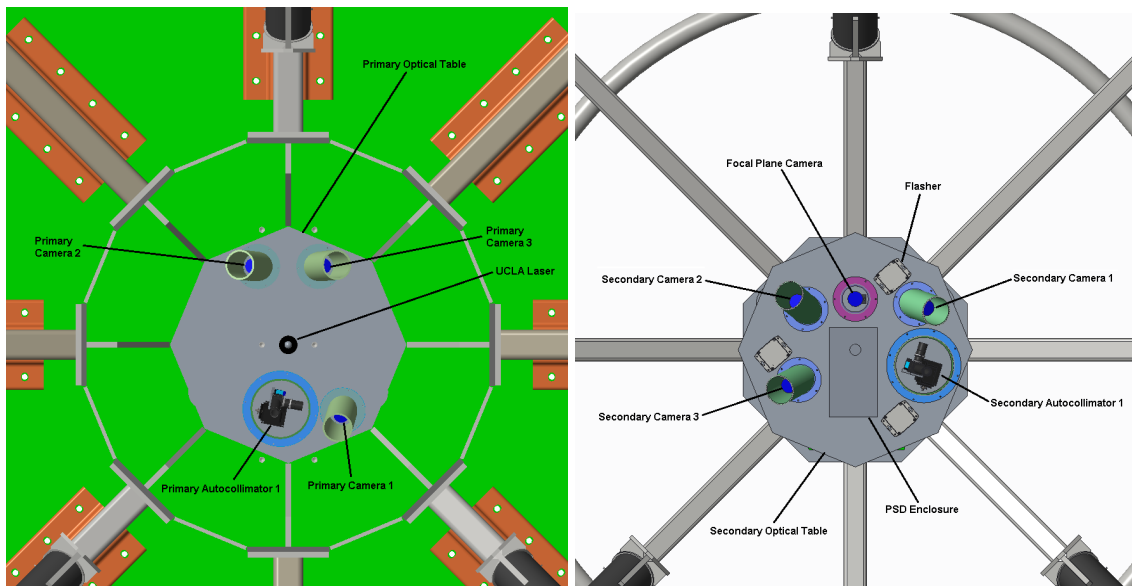 Primary Optical Table
Primary
Camera 2
Primary
Camera 3
UCLA Laser
Primary Autocollimator 1
Primary Camera 1
Focal Plane Camera
Flasher
Secondary Camera 2
Secondary Camera 1
Secondary Camera 3
Secondary Autocollimator 1
PSD Enclosure
Secondary Optical Table